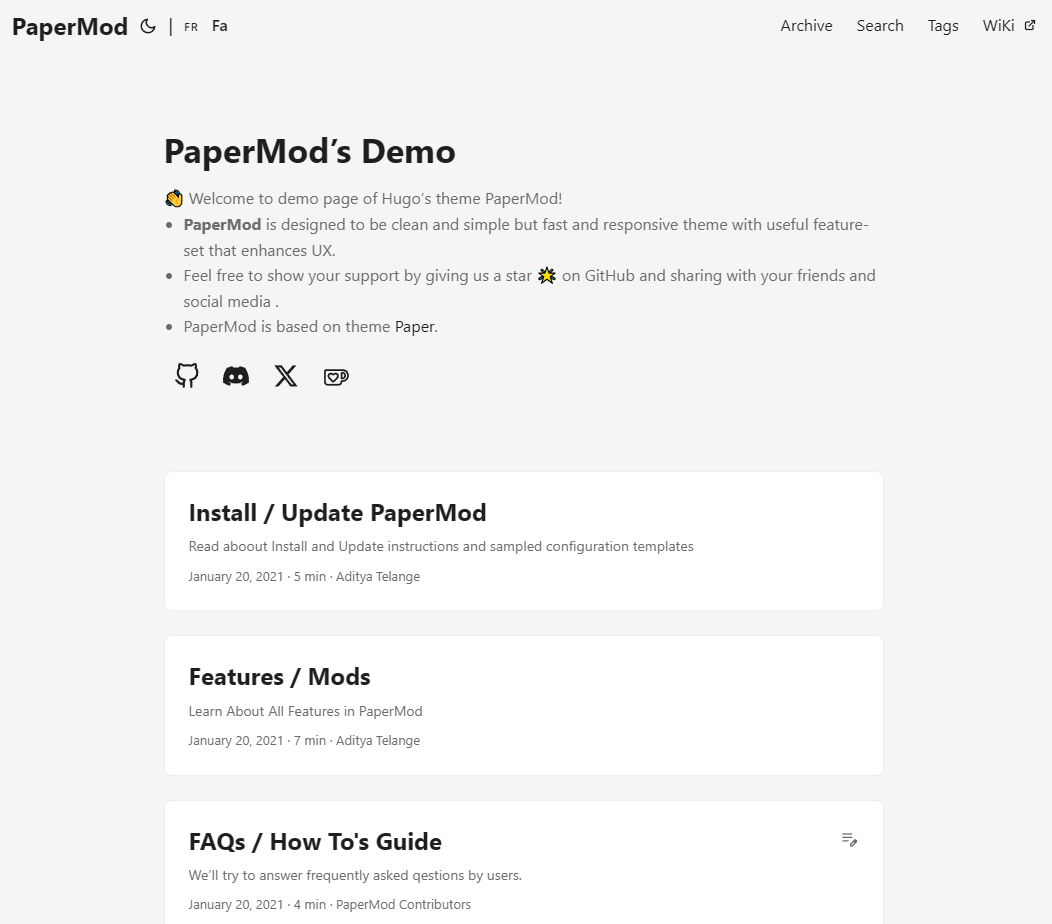 PaperMod | FR Fa Archive Search Tags WiKi
PaperMod’s Demo
👋 Welcome to demo page of Hugo’s theme PaperMod!
• PaperMod is designed to be clean and simple but fast and responsive theme with useful feature-
set that enhances UX.
• Feel free to show your support by giving us a star 🌟 on GitHub and sharing with your friends and
social media .
• PaperMod is based on theme Paper.
Install / Update PaperMod
Read aboout Install and Update instructions and sampled configuration templates
January 20, 2021 · 5 min · Aditya Telange
Features / Mods
Learn About All Features in PaperMod
January 20, 2021 · 7 min · Aditya Telange
FAQs / How To's Guide
We’ll try to answer frequently asked qestions by users.
January 20, 2021 · 4 min · PaperMod Contributors